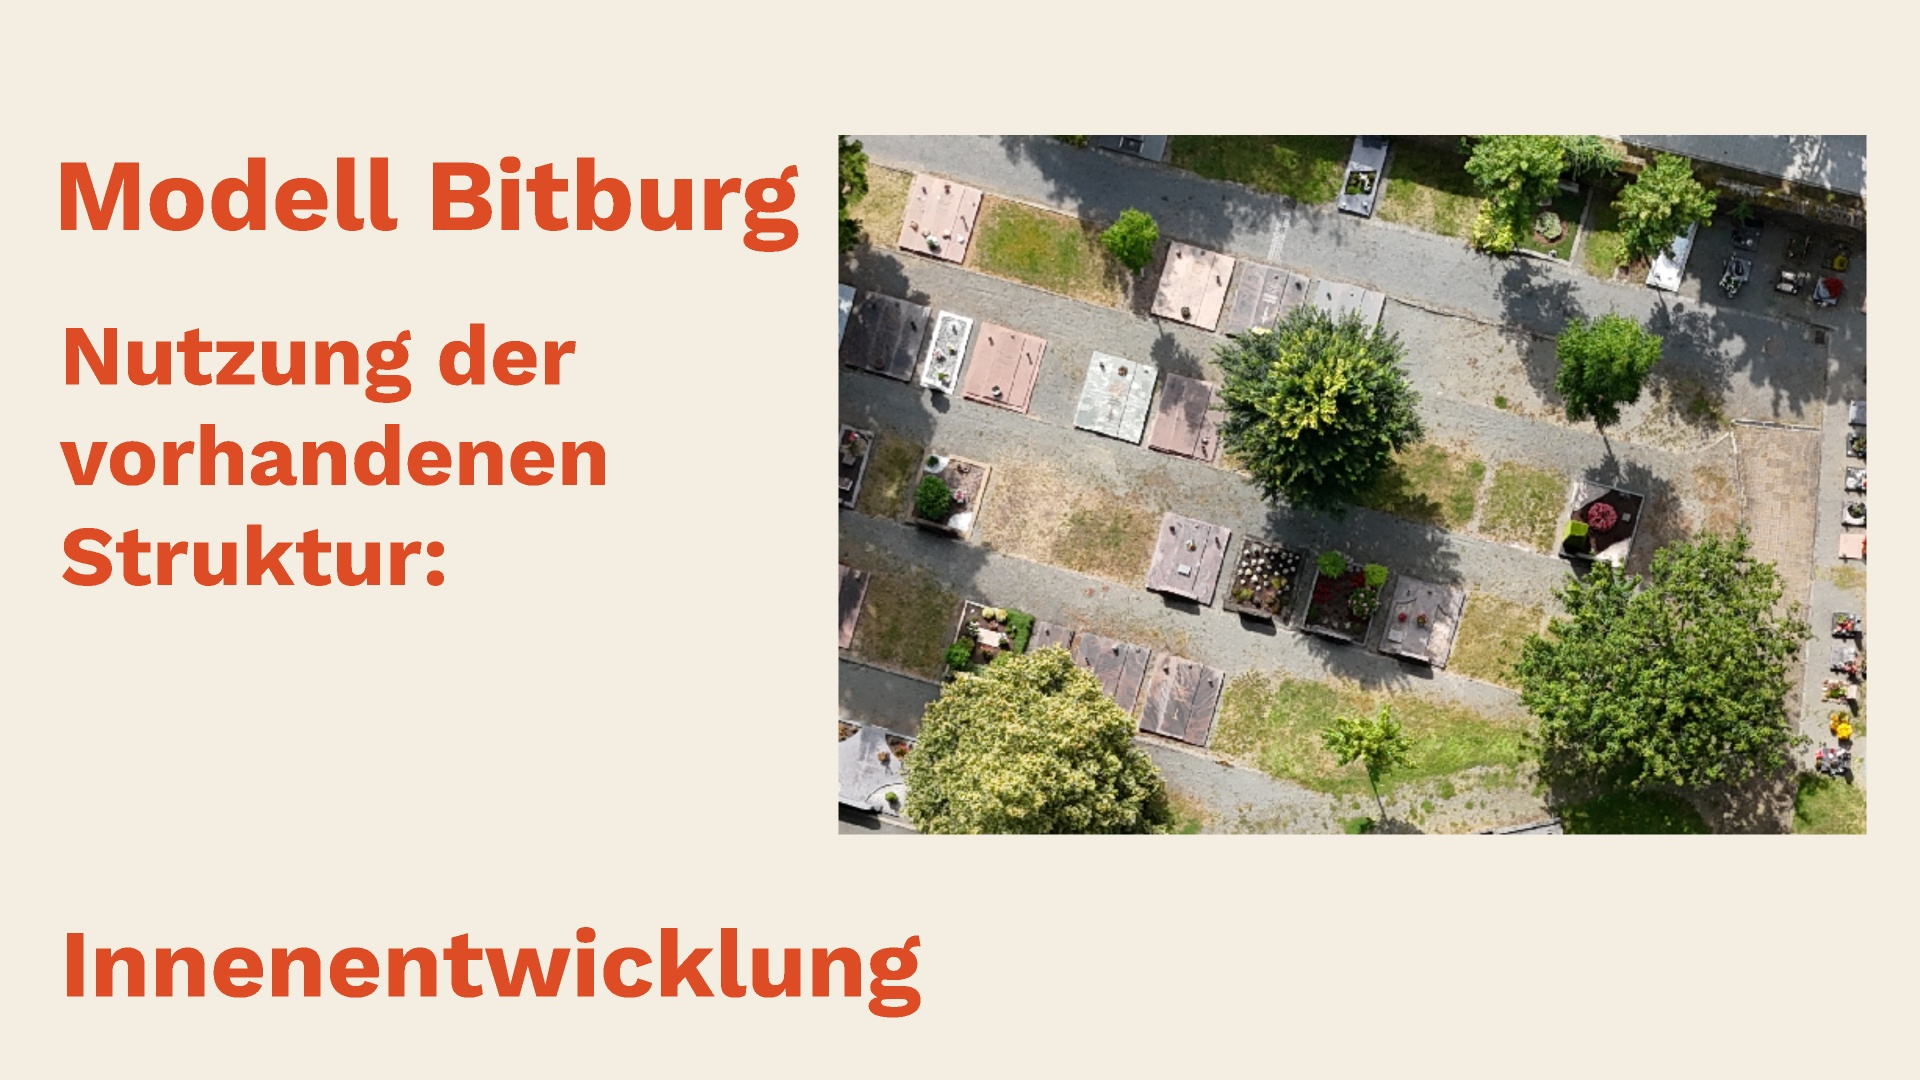 Modell Bitburg
Nutzung der
vorhandenen
Struktur:
Innenentwicklung